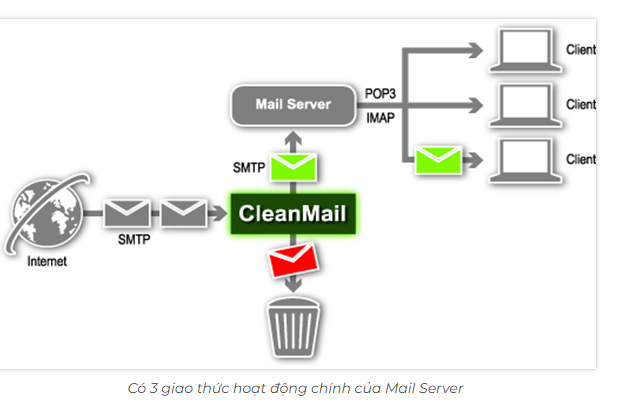 Mail Server
POP3
IMAP
Client
Client
Client
SMTP
CleanMail
SMTP
Internet
Có 3 giao thức hoạt động chính của Mail Server